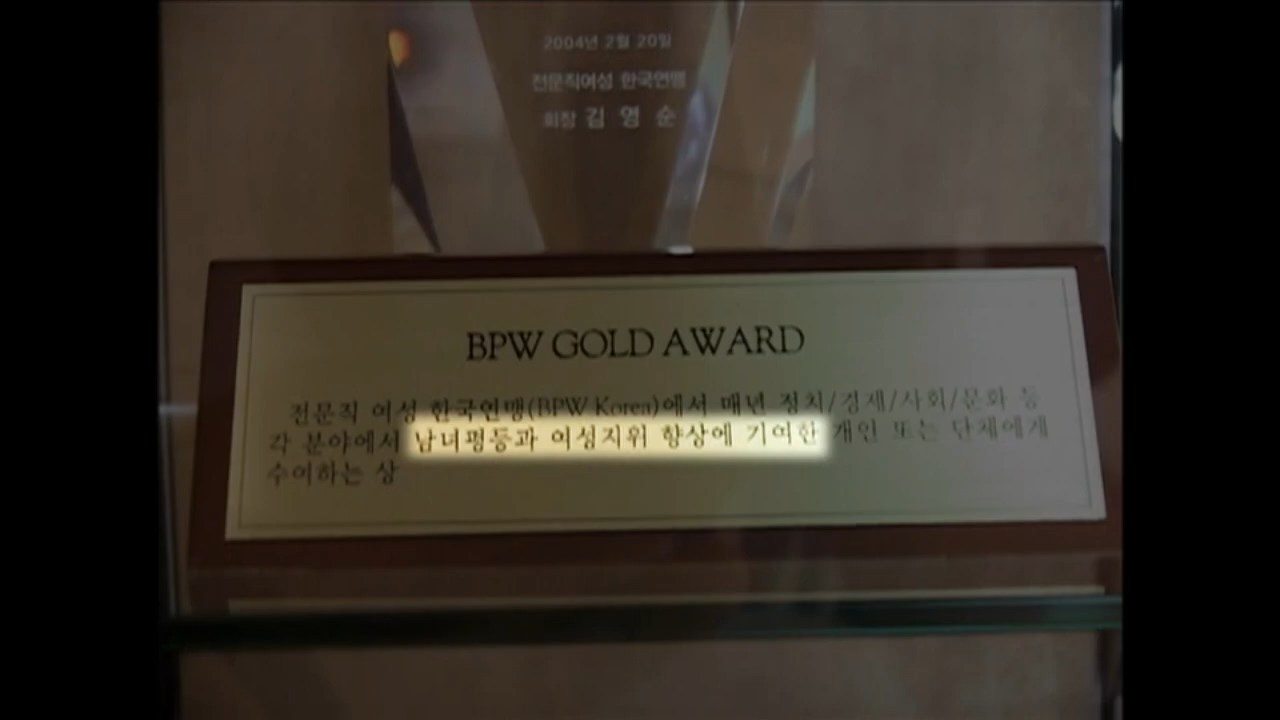 2004년 2월 20일
전문직여성 한국연맹
회장 김 영 순
BPW GOLD AWARD
전문직 여성 한국연맹(BPW Korea)에서 매년 정치/경제/사회/문화 등
각 분야에서 남녀평등과 여성지위 향상에 기여한 개인 또는 단체에게
수여하는 상